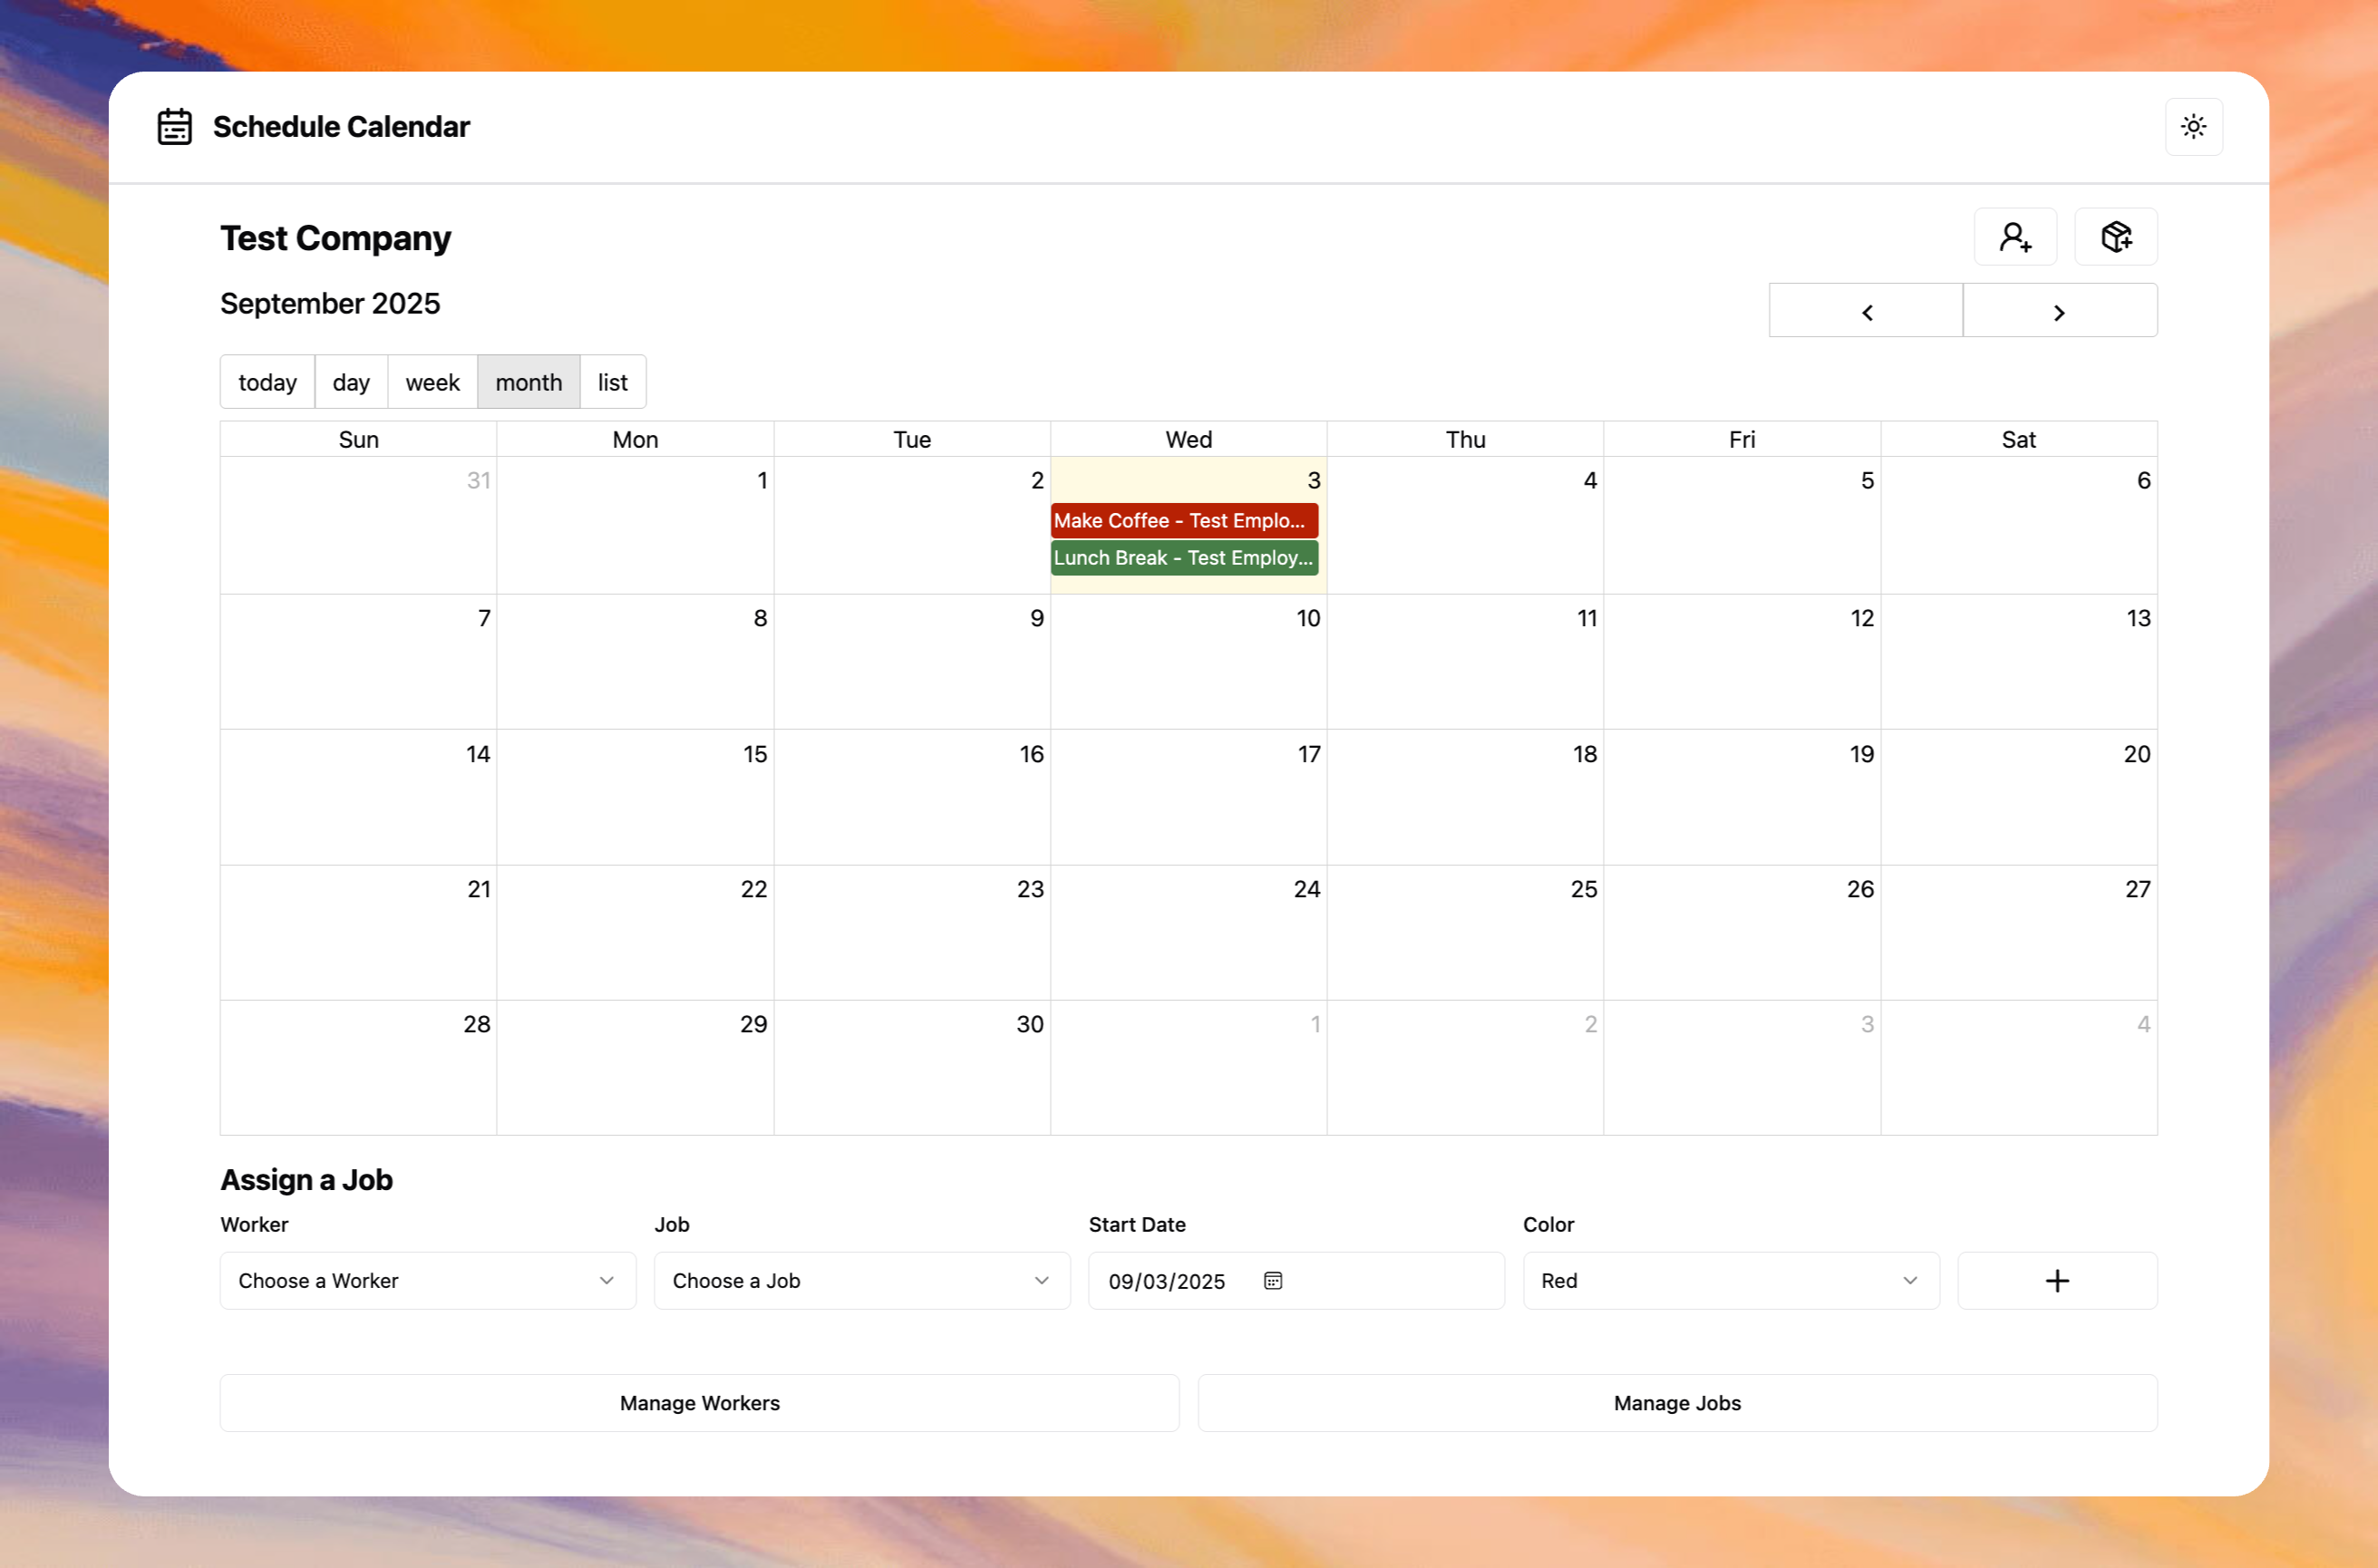 Schedule Calendar
Test Company
September 2025
today day week month list
Sun Mon Tue Wed Thu Fri Sat
31 1 2 3 4 5 6
Make Coffee - Test Emplo...
Lunch Break - Test Employ...
7 8 9 10 11 12 13
14 15 16 17 18 19 20
21 22 23 24 25 26 27
28 29 30 1 2 3 4
Assign a Job
Worker Job Start Date Color
Choose a Worker Choose a Job 09/03/2025 Red
Manage Workers Manage Jobs